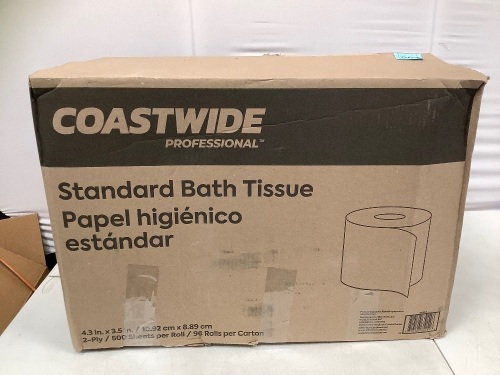 COASTWIDE
PROFESSIONAL™
Standard Bath Tissue
Papel higiénico
estándar
4.3 in. x 3.5 in. / 10.92 cm x 8.89 cm
2-Ply / 500 Sheets per Roll / 96 Rolls per Carton